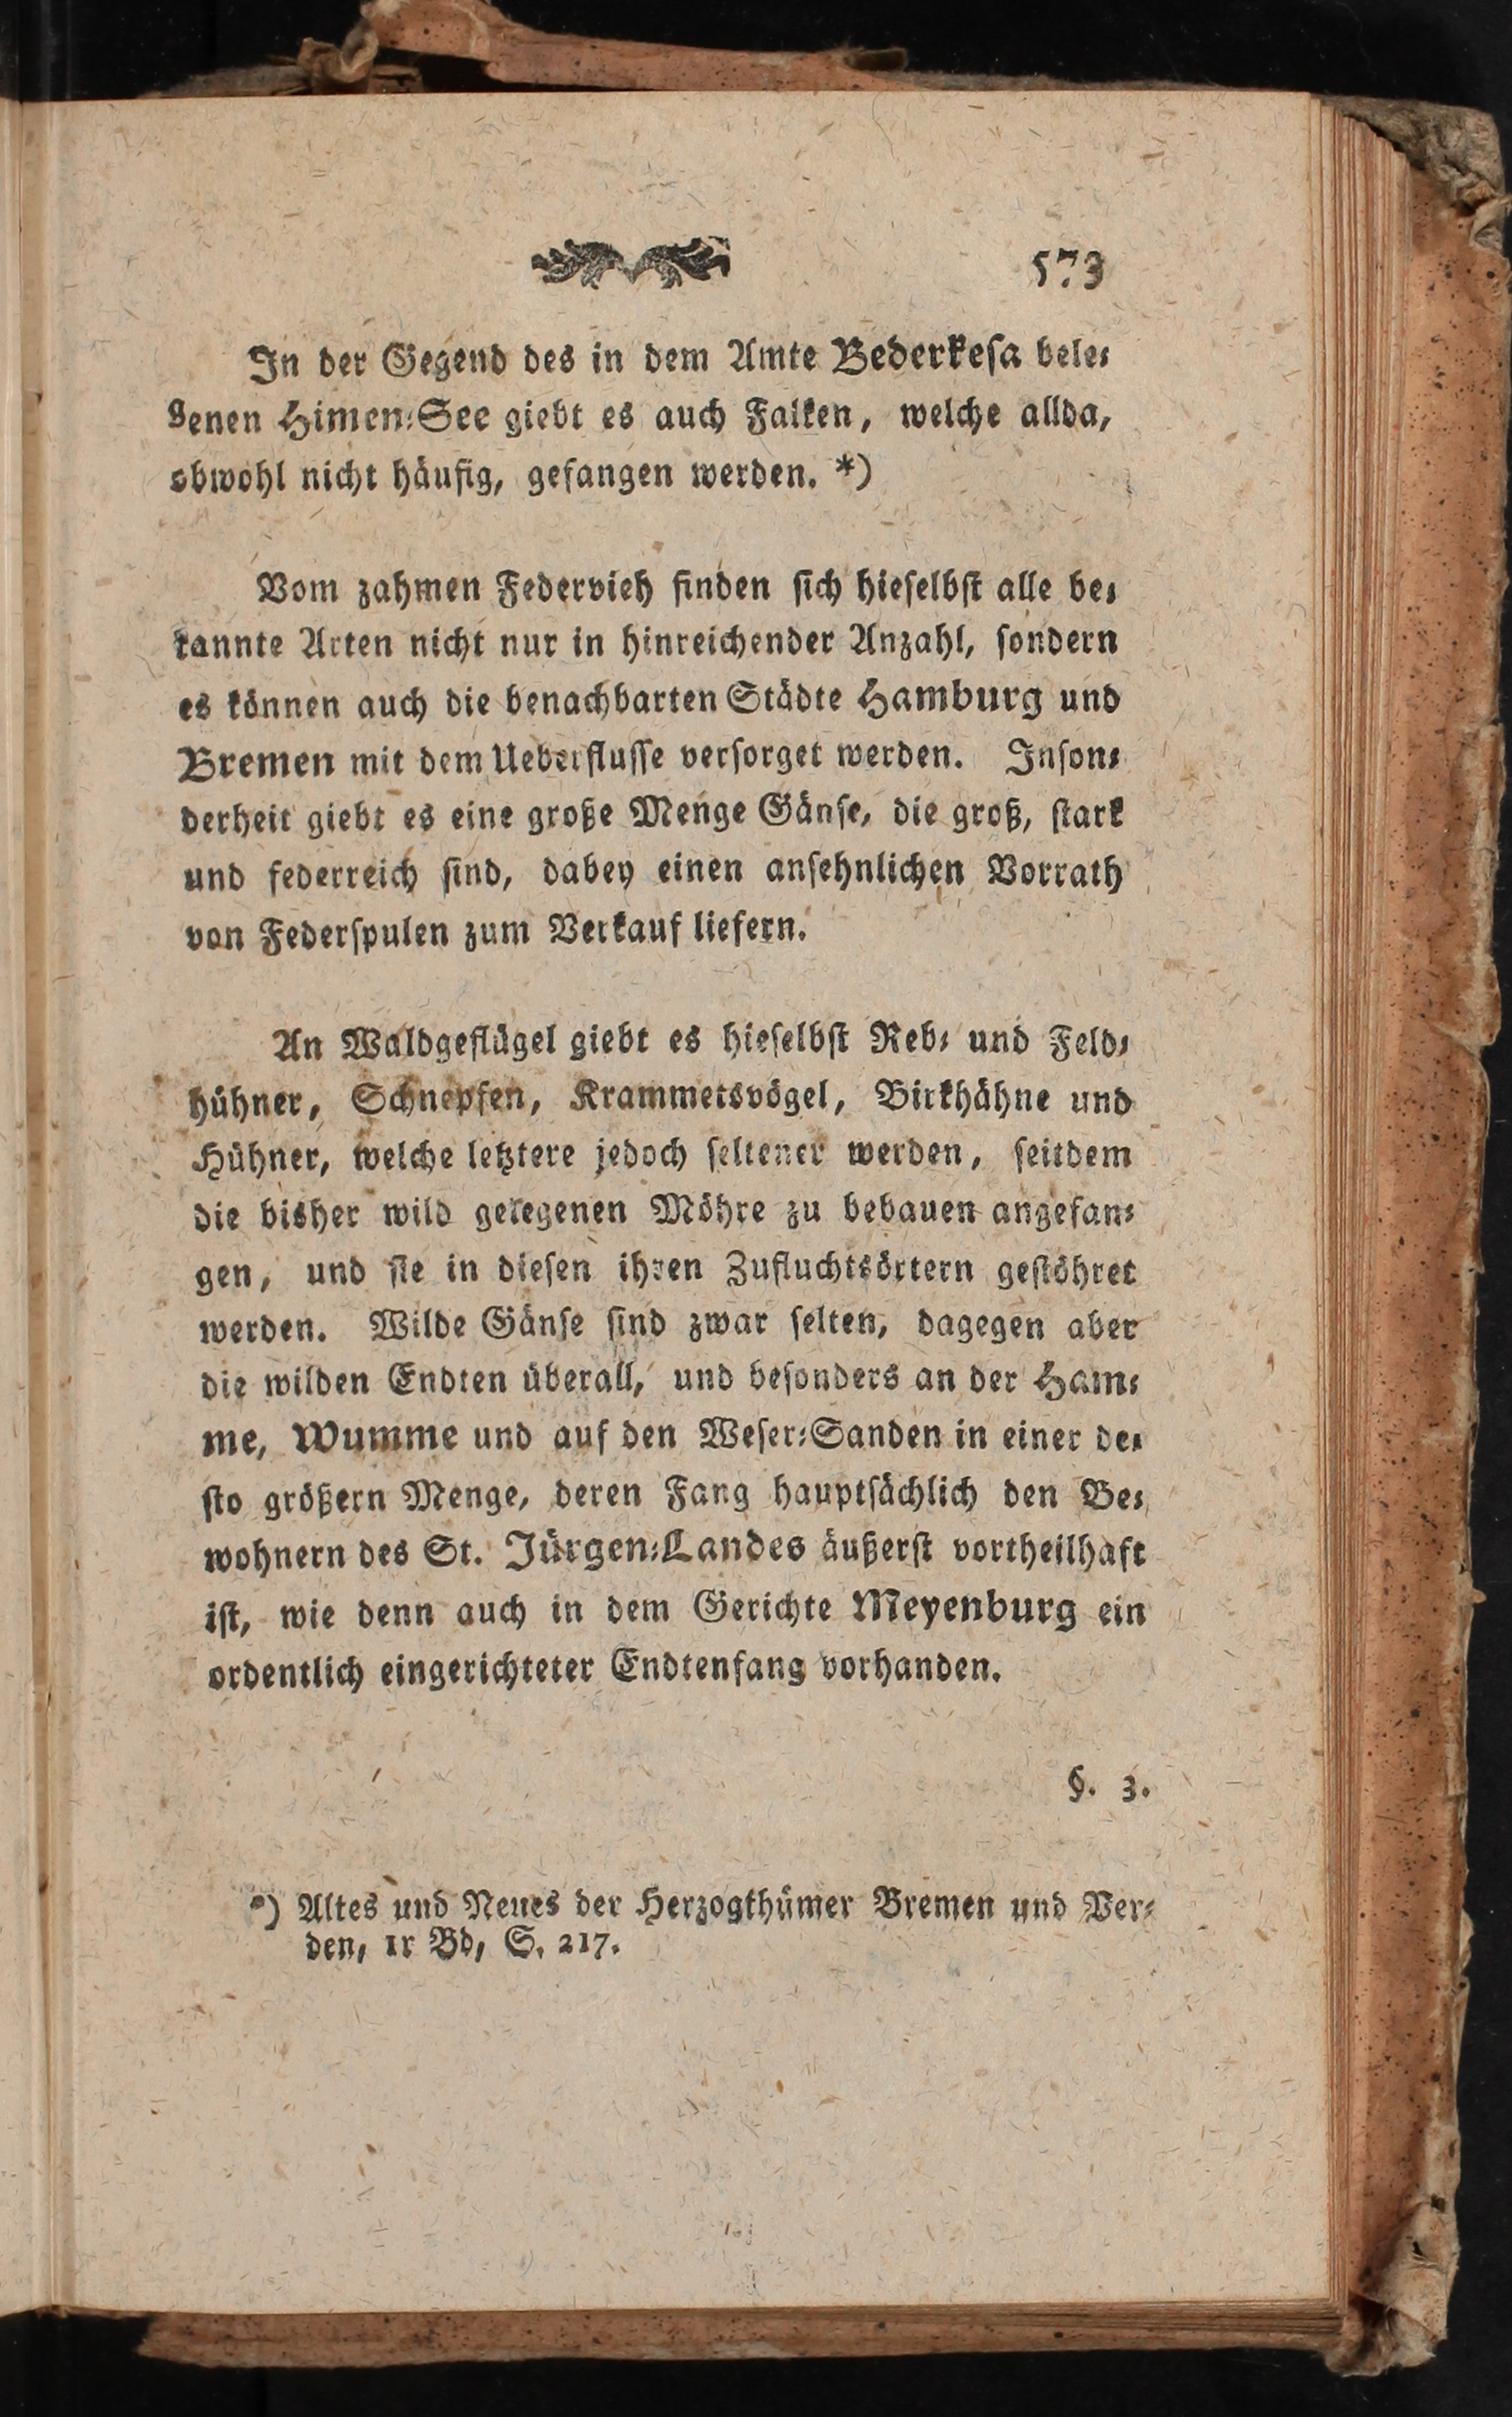 573
In der Gegend des in dem Amte Bederkesa bele⸗
genen Himen⸗See giebt es auch Falken, welche allda,
obwohl nicht häufig, gefangen werden. *)
Vom zahmen Federvieh finden sich hieselbst alle be⸗
kannte Arten nicht nur in hinreichender Anzahl, sondern
es können auch die benachbarten Städte Hamburg und
Bremen mit dem Ueberflusse versorget werden. Inson⸗
derheit giebt es eine große Menge Gänse, die groß, stark
und federreich sind, dabey einen ansehnlichen Vorrath
von Federspulen zum Verkauf liefern.
An Waldgeflügel giebt es hieselbst Reb⸗ und Feld⸗
hühner, Schnepfen, Krammetsvögel, Birkhähne und
Hühner, welche letztere jedoch seltener werden, seitdem
die bisher wild gelegenen Möhre zu bebauen angefan⸗
gen, und sie in diesen ihren Zufluchtsörtern gestöhret
werden. Wilde Gänse sind zwar selten, dagegen aber
die wilden Endten überall, und besonders an der Ham⸗
me, Wumme und auf den Weser⸗Sanden in einer de⸗
sto größern Menge, deren Fang hauptsächlich den Be⸗
wohnern des St. Jürgen⸗Landes äußerst vortheilhaft
ist, wie denn auch in dem Gerichte Meyenburg ein
ordentlich eingerichteter Endtenfang vorhanden.
§. 3.
*) Altes und Neues der Herzogthümer Bremen und Ver⸗
den, 1r Bd, S. 217.